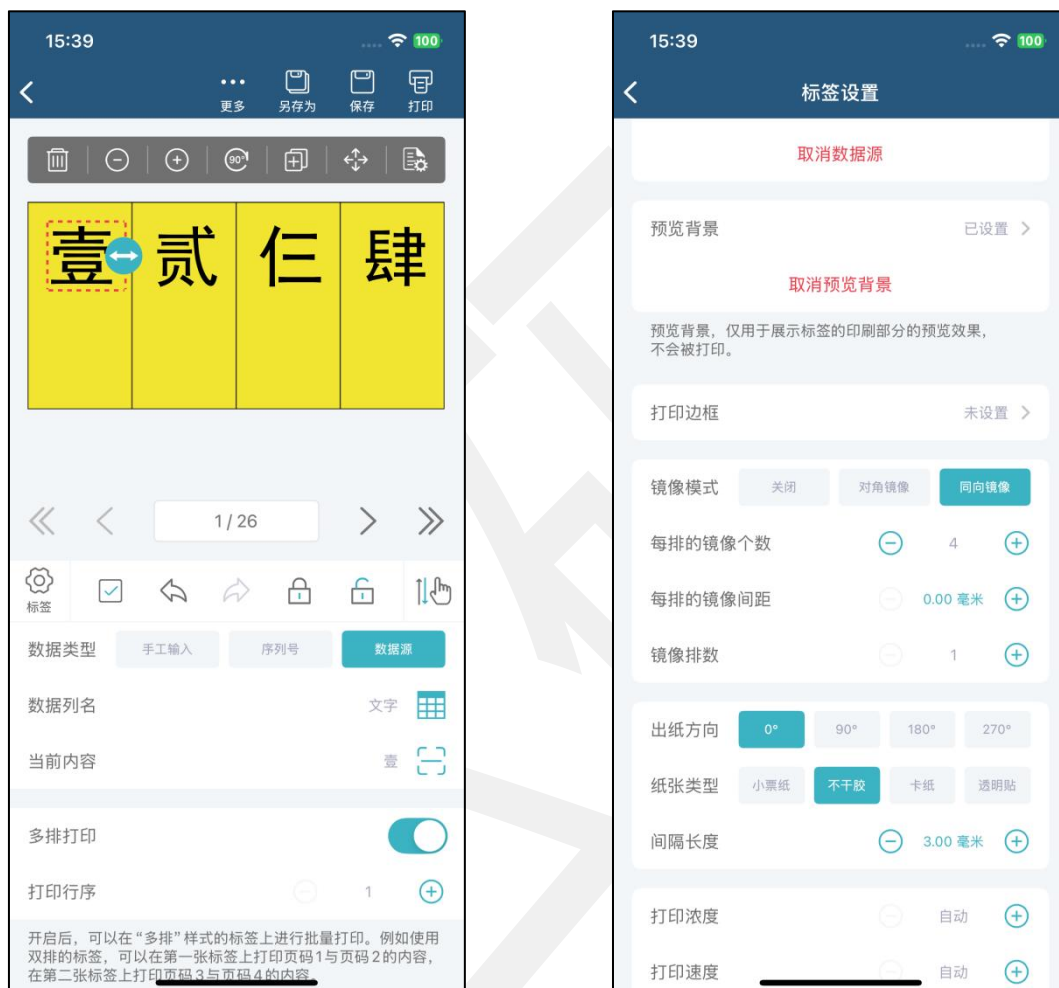 15:39
100
更多
另存为
保存
打印
90°
壹
贰
仨
肆
1 / 26
标签
数据类型
手工输入
序列号
数据源
数据列名
文字
当前内容
壹
多排打印
打印行序
1
开启后，可以在“多排”样式的标签上进行批量打印。例如使用
双排的标签，可以在第一张标签上打印页码1与页码2的内容，
在第二张标签上打印页码3与页码4的内容。
15:39
100
标签设置
取消数据源
预览背景
已设置
取消预览背景
预览背景，仅用于展示标签的印刷部分的预览效果，
不会被打印。
打印边框
未设置
镜像模式
关闭
对角镜像
同向镜像
每排的镜像个数
4
每排的镜像间距
0.00 毫米
镜像排数
1
出纸方向
0°
90°
180°
270°
纸张类型
小票纸
不干胶
卡纸
透明贴
间隔长度
3.00 毫米
打印浓度
自动
打印速度
自动